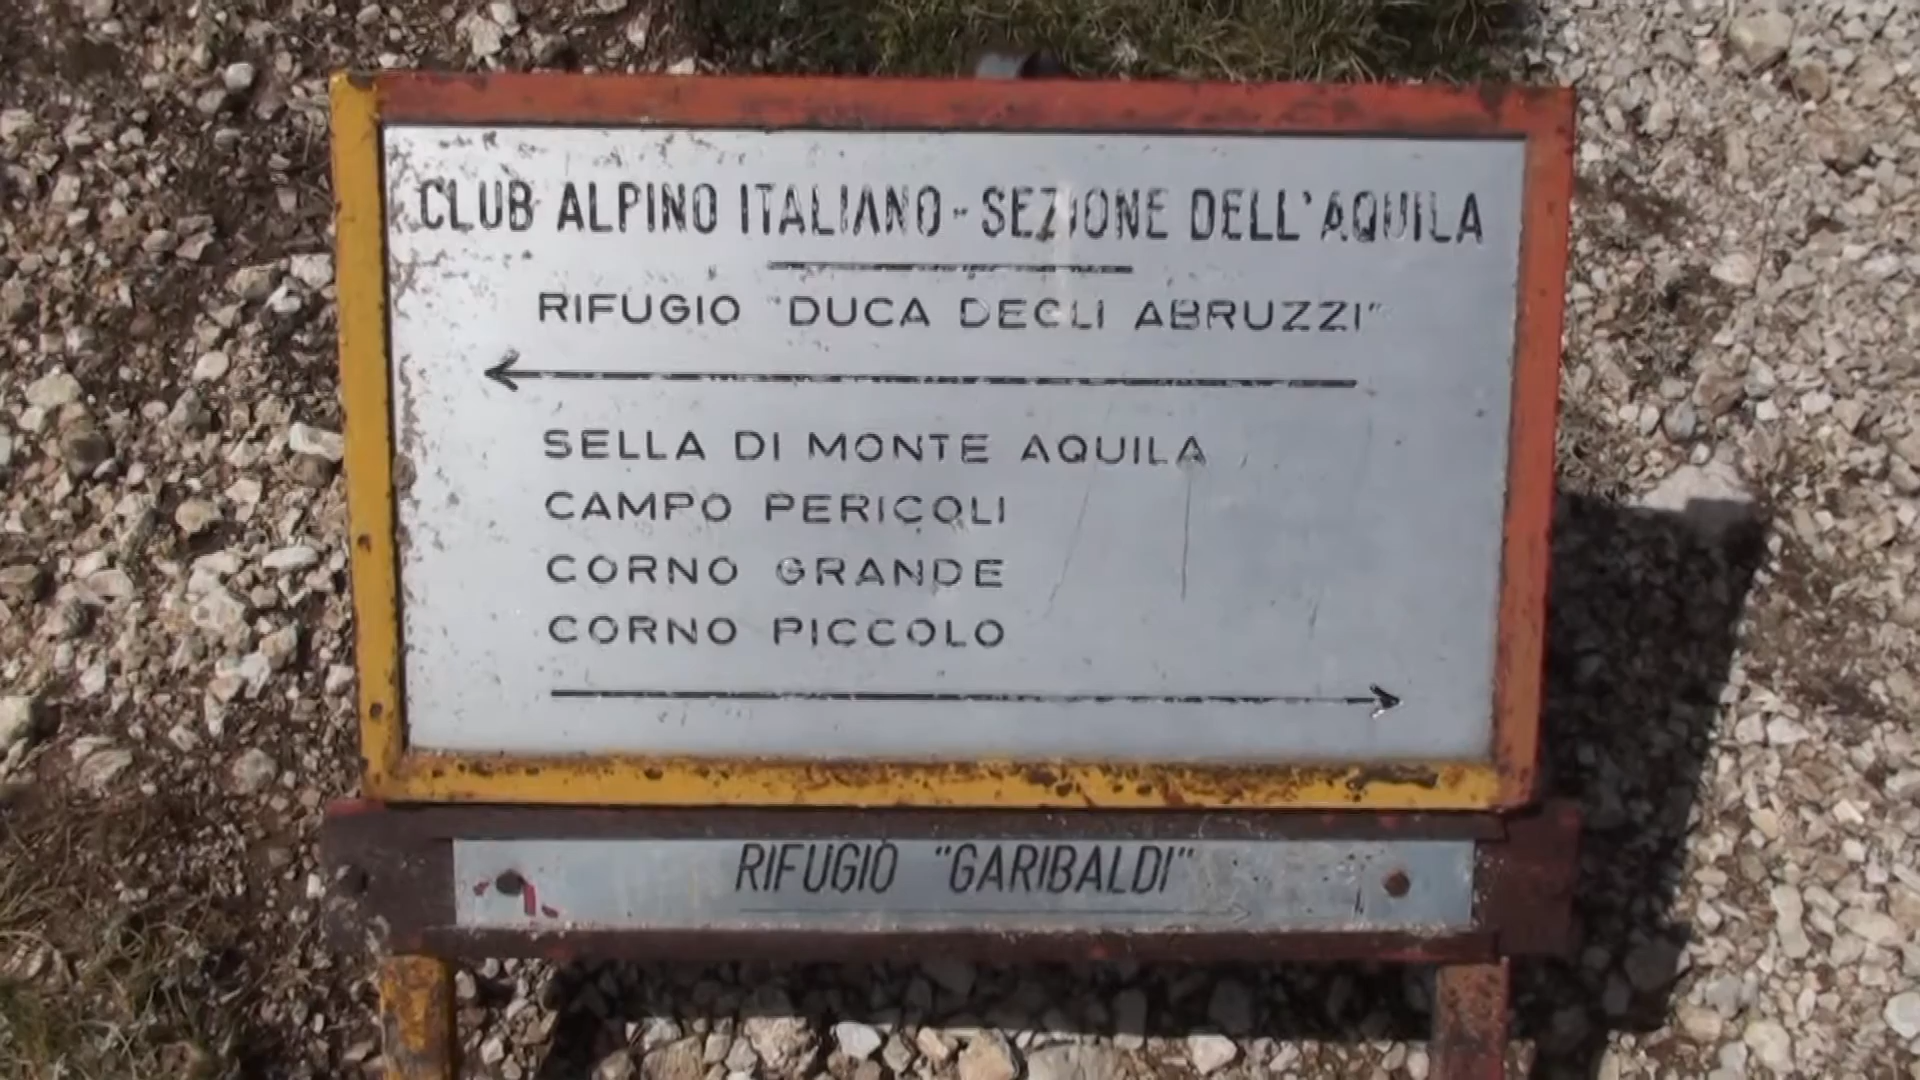 CLUB ALPINO ITALIANO - SEZIONE DELL'AQUILA
RIFUGIO "DUCA DEGLI ABRUZZI"
SELLA DI MONTE AQUILA
CAMPO PERICOLI
CORNO GRANDE
CORNO PICCOLO
RIFUGIO "GARIBALDI"